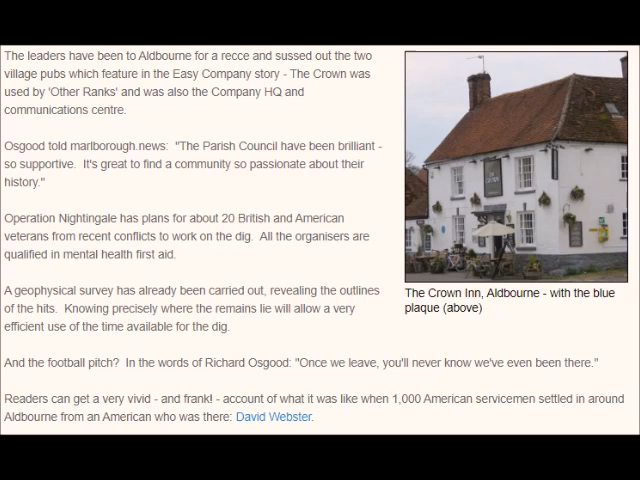 The leaders have been to Aldbourne for a recce and sussed out the two
village pubs which feature in the Easy Company story - The Crown was
used by 'Other Ranks' and was also the Company HQ and
communications centre.
Osgood told marlborough.news:  "The Parish Council have been brilliant -
so supportive.  It's great to find a community so passionate about their
history."
Operation Nightingale has plans for about 20 British and American
veterans from recent conflicts to work on the dig.  All the organisers are
qualified in mental health first aid.
A geophysical survey has already been carried out, revealing the outlines
of the hits.  Knowing precisely where the remains lie will allow a very
efficient use of the time available for the dig.
The Crown Inn, Aldbourne - with the blue
plaque (above)
And the football pitch?  In the words of Richard Osgood: "Once we leave, you'll never know we've even been there."
Readers can get a very vivid - and frank! - account of what it was like when 1,000 American servicemen settled in around
Aldbourne from an American who was there: David Webster.